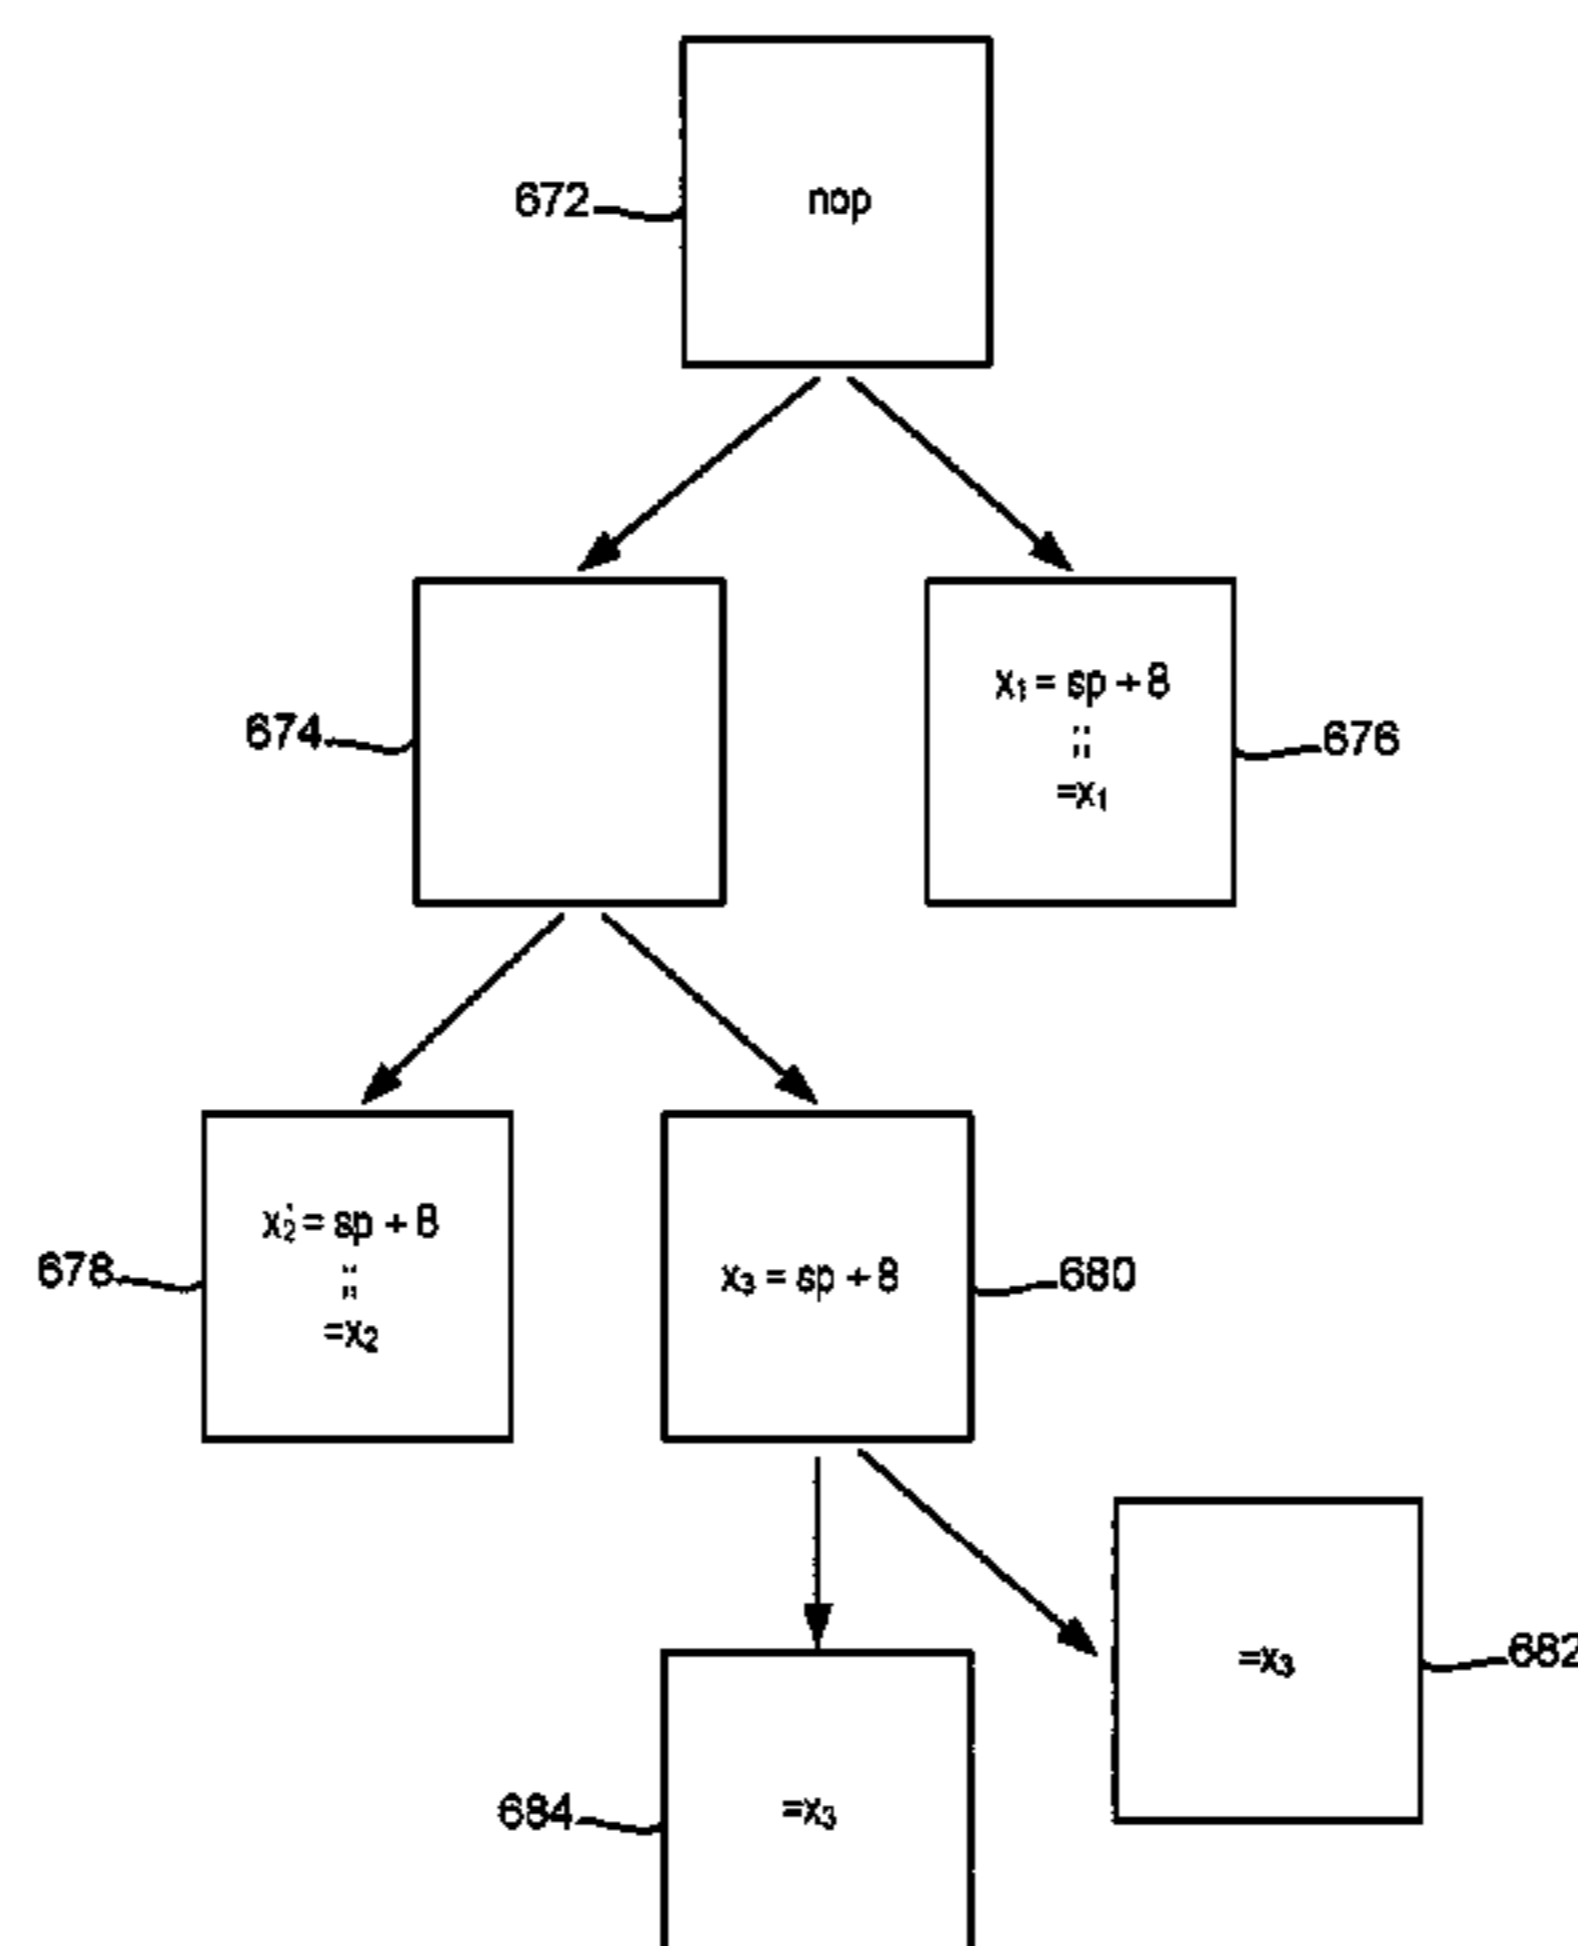 nop
672
674
x₁ = sp + 8
::
=x₁
676
x₂' = sp + 8
::
=x₂
678
x₃ = sp + 8
680
=x₃
682
684
=x₃